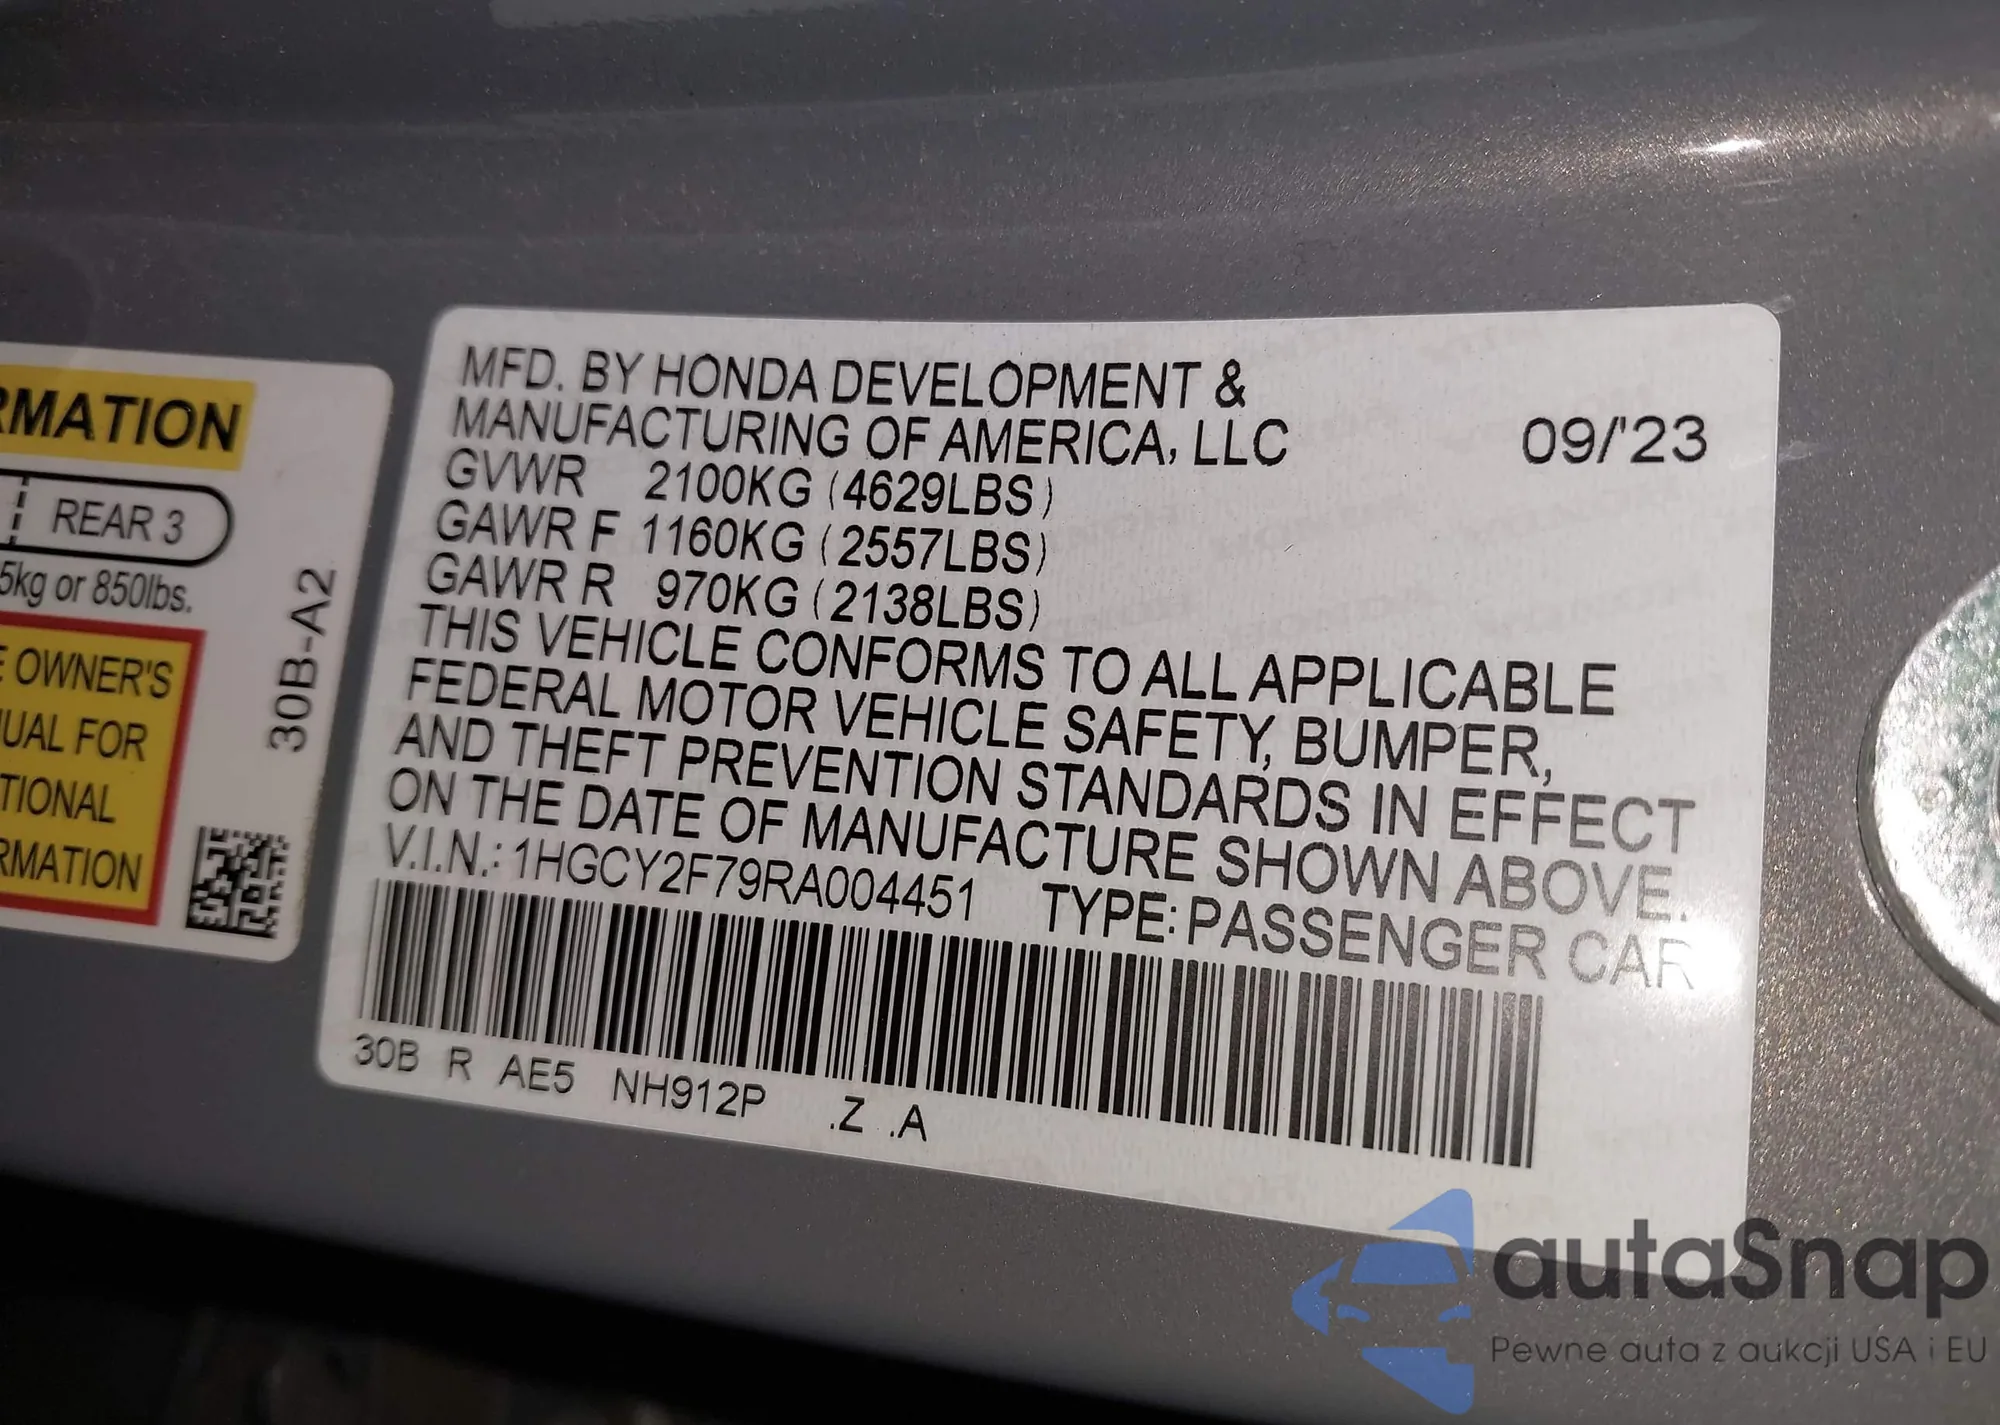 RMATION
REAR 3
5kg or 850lbs.
E OWNER'S
UAL FOR
TIONAL
RMATION
30B-A2
MFD. BY HONDA DEVELOPMENT &
MANUFACTURING OF AMERICA, LLC 09/'23
GVWR 2100KG (4629LBS)
GAWR F 1160KG (2557LBS)
GAWR R 970KG (2138LBS)
THIS VEHICLE CONFORMS TO ALL APPLICABLE
FEDERAL MOTOR VEHICLE SAFETY, BUMPER,
AND THEFT PREVENTION STANDARDS IN EFFECT
ON THE DATE OF MANUFACTURE SHOWN ABOVE.
V.I.N.: 1HGCY2F79RA004451 TYPE: PASSENGER CAR
30B R AE5 NH912P .Z .A
autaSnap
Pewne auta z aukcji USA i EU